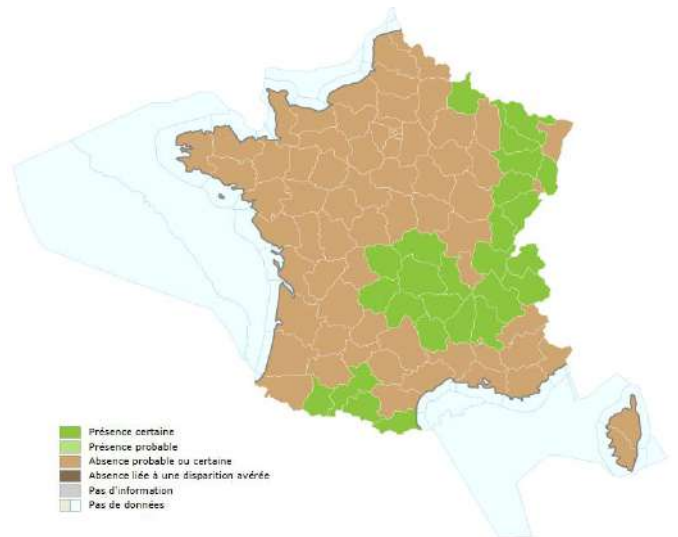 Présence certaine
Présence probable
Absence probable ou certaine
Absence liée à une disparition avérée
Pas d'information
Pas de données